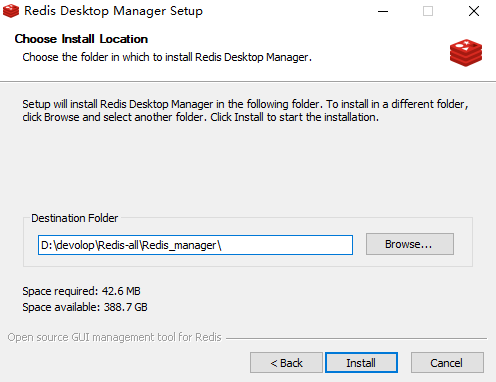 Redis Desktop Manager Setup
Choose Install Location
Choose the folder in which to install Redis Desktop Manager.
Setup will install Redis Desktop Manager in the following folder. To install in a different folder,
click Browse and select another folder. Click Install to start the installation.
Destination Folder
D:\devolop\Redis-all\Redis_manager\
Browse...
Space required: 42.6 MB
Space available: 388.7 GB
Open source GUI management tool for Redis
< Back
Install
Cancel